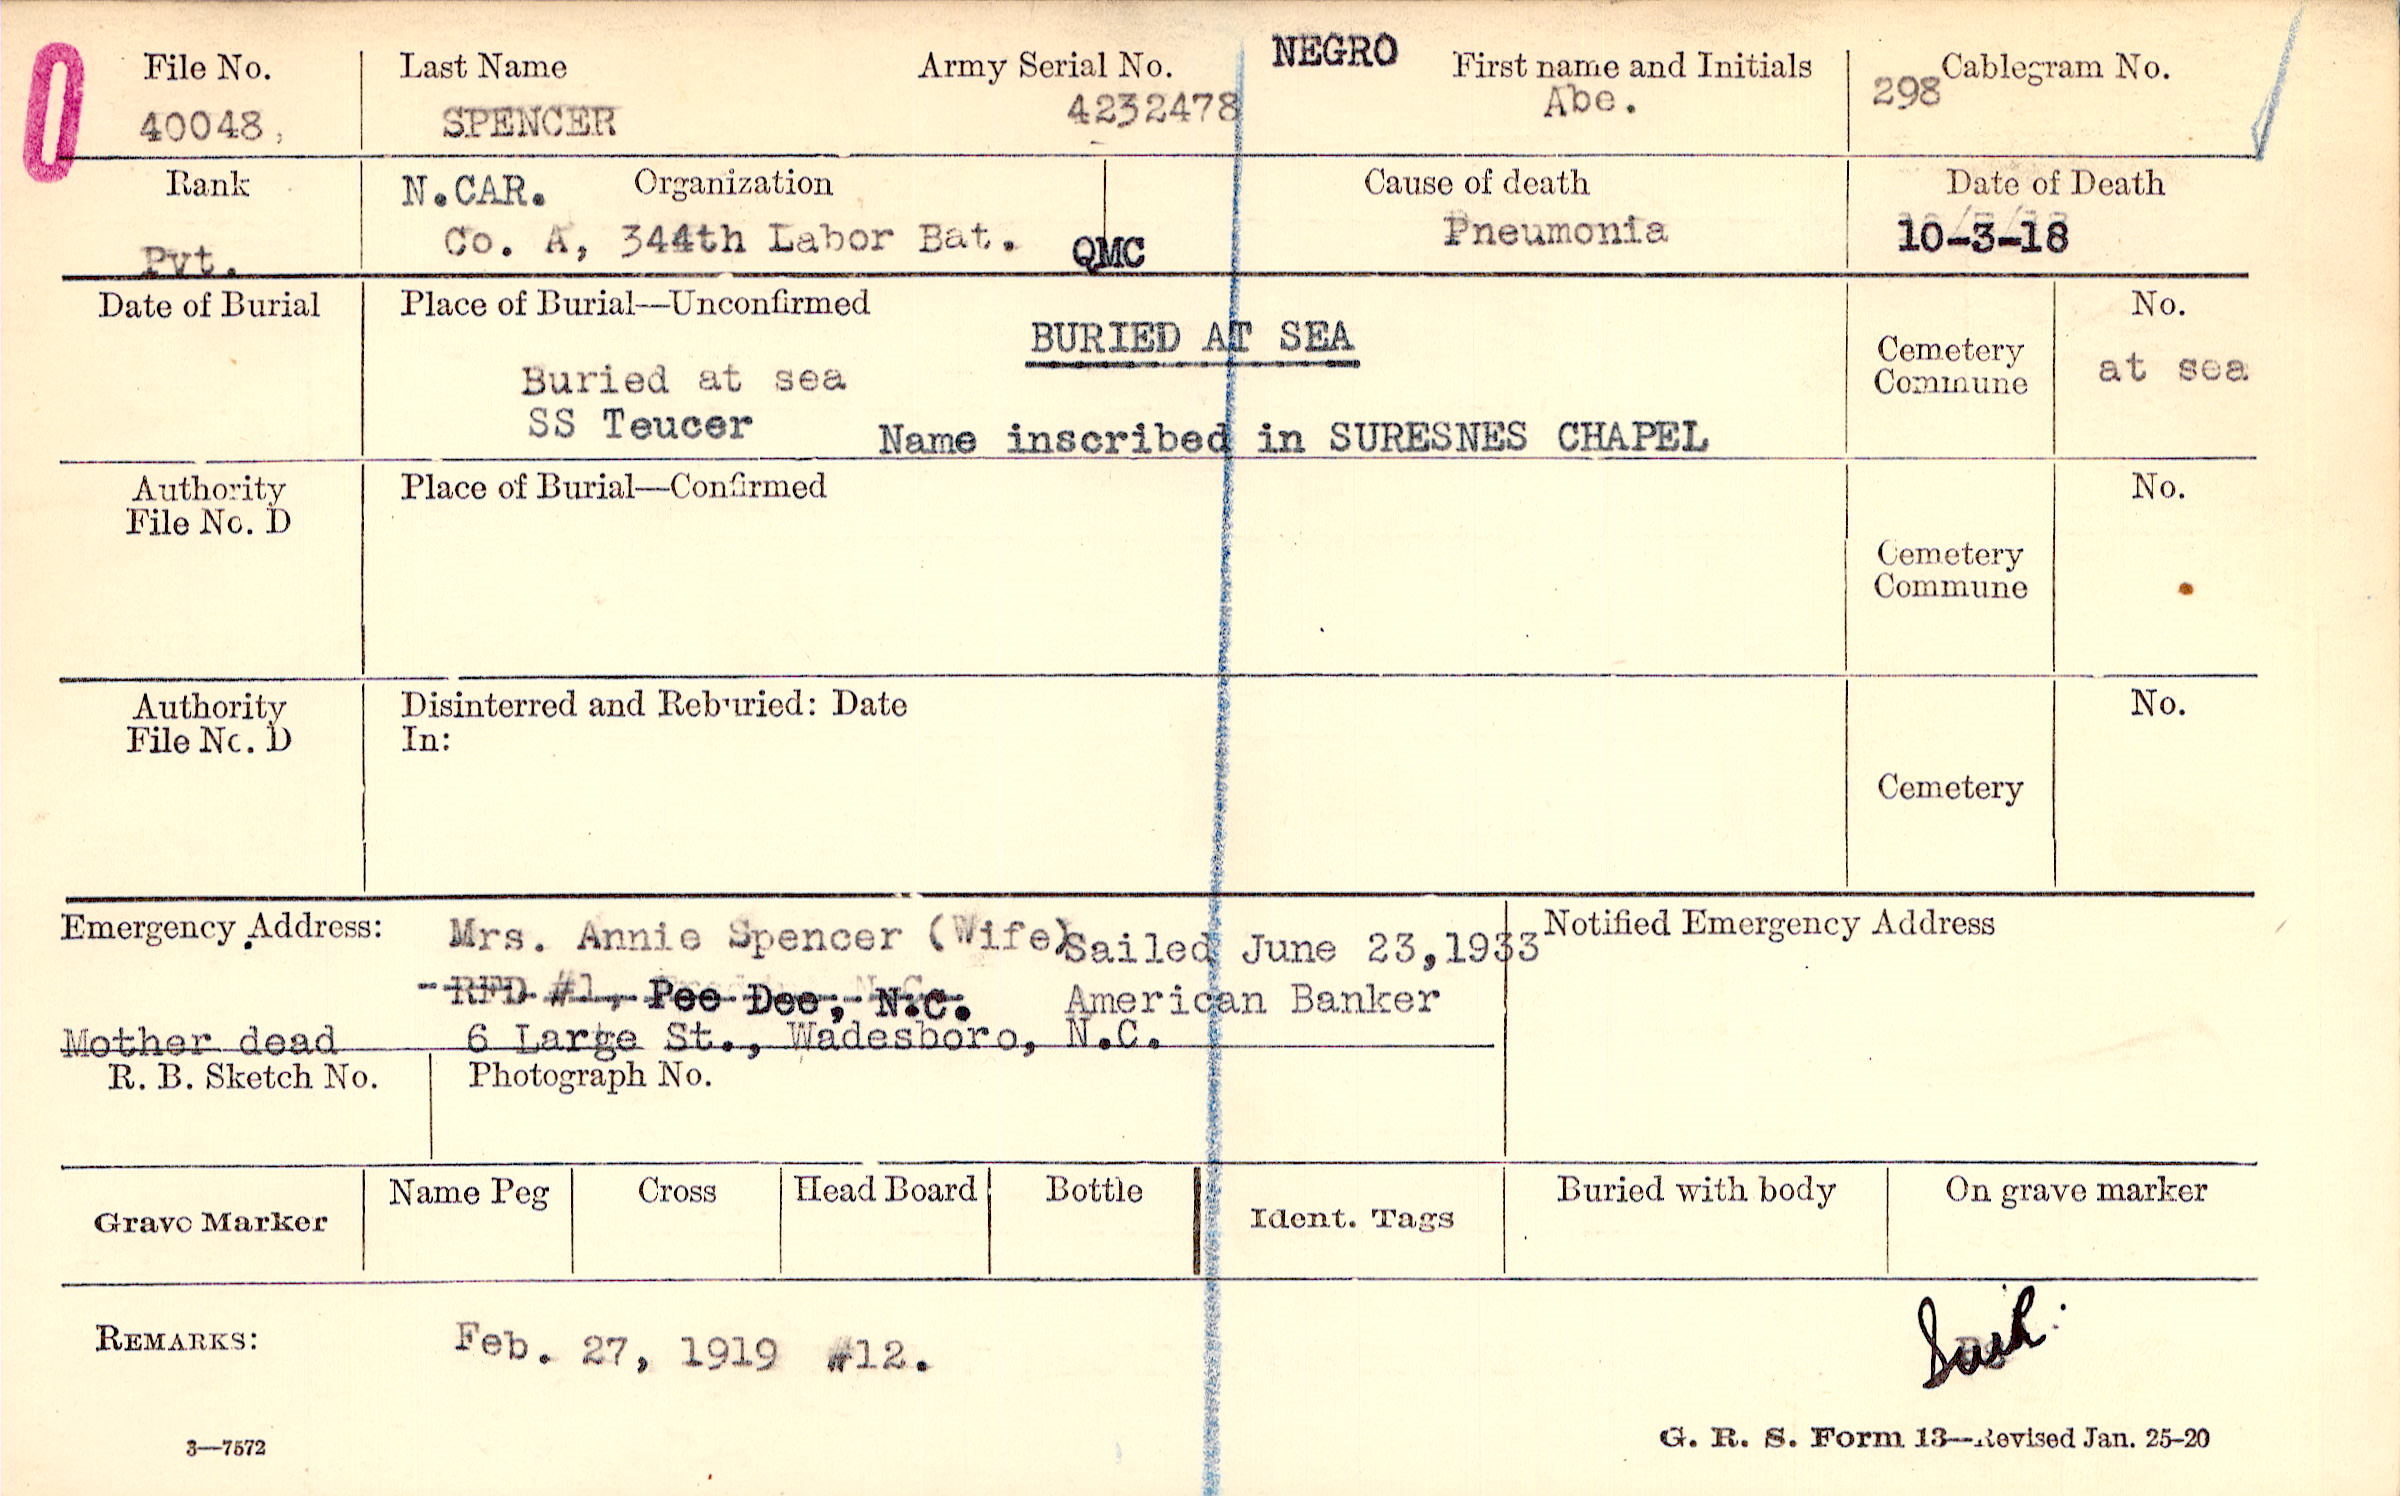 File No. Last Name Army Serial No. NEGRO First name and Initials Cablegram No.
40048, SPENCER 4232478 Abe. 298
Rank N.CAR. Organization Cause of death Date of Death
Pvt. Co. A, 344th Labor Bat. QMC Pneumonia 10-3-18
Date of Burial Place of Burial—Unconfirmed No.
BURIED AT SEA
Buried at sea Cemetery Commune at sea
SS Teucer Name inscribed in SURESNES CHAPEL
Authority Place of Burial—Confirmed No.
File No. D
Cemetery
Commune
Authority Disinterred and Reburied: Date No.
File No. D In:
Cemetery
Emergency Address: Mrs. Annie Spencer (Wife) Sailed June 23,1933 Notified Emergency Address
RFD #1, Pee Dee, N.C. American Banker
Mother dead 6 Large St., Wadesboro, N.C.
R. B. Sketch No. Photograph No.
Grave Marker Name Peg Cross Head Board Bottle Ident. Tags Buried with body On grave marker
REMARKS: Feb. 27, 1919 #12.
3—7572 G. R. S. Form 13—Revised Jan. 25-20